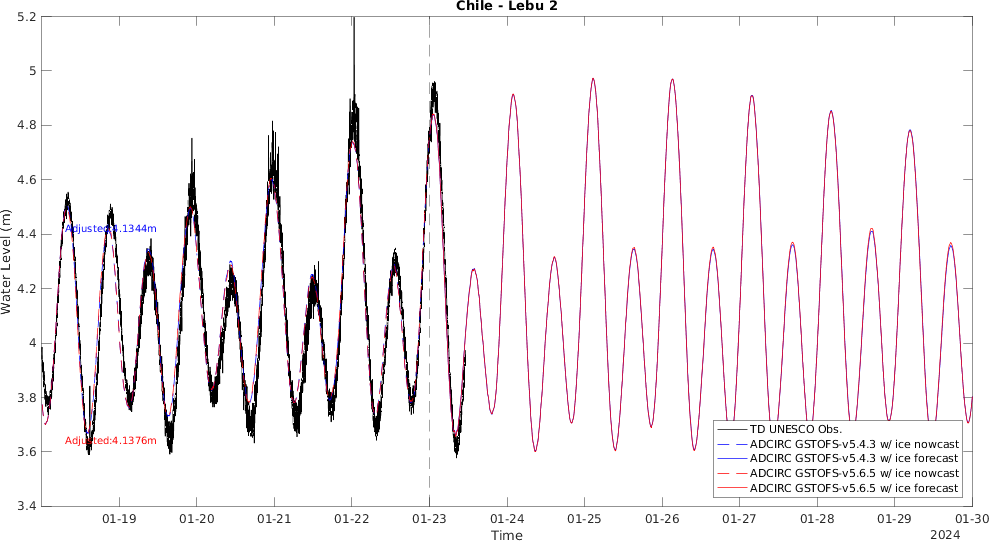 Chile - Lebu 2
5.2
5
4.8
4.6
4.4
4.2
4
3.8
3.6
3.4
Water Level (m)
Adjusted:4.1344m
Adjusted:4.1376m
TD UNESCO Obs.
ADCIRC GSTOFS-v5.4.3 w/ ice nowcast
ADCIRC GSTOFS-v5.4.3 w/ ice forecast
ADCIRC GSTOFS-v5.6.5 w/ ice nowcast
ADCIRC GSTOFS-v5.6.5 w/ ice forecast
01-19 01-20 01-21 01-22 01-23 01-24 01-25 01-26 01-27 01-28 01-29 01-30
Time
2024